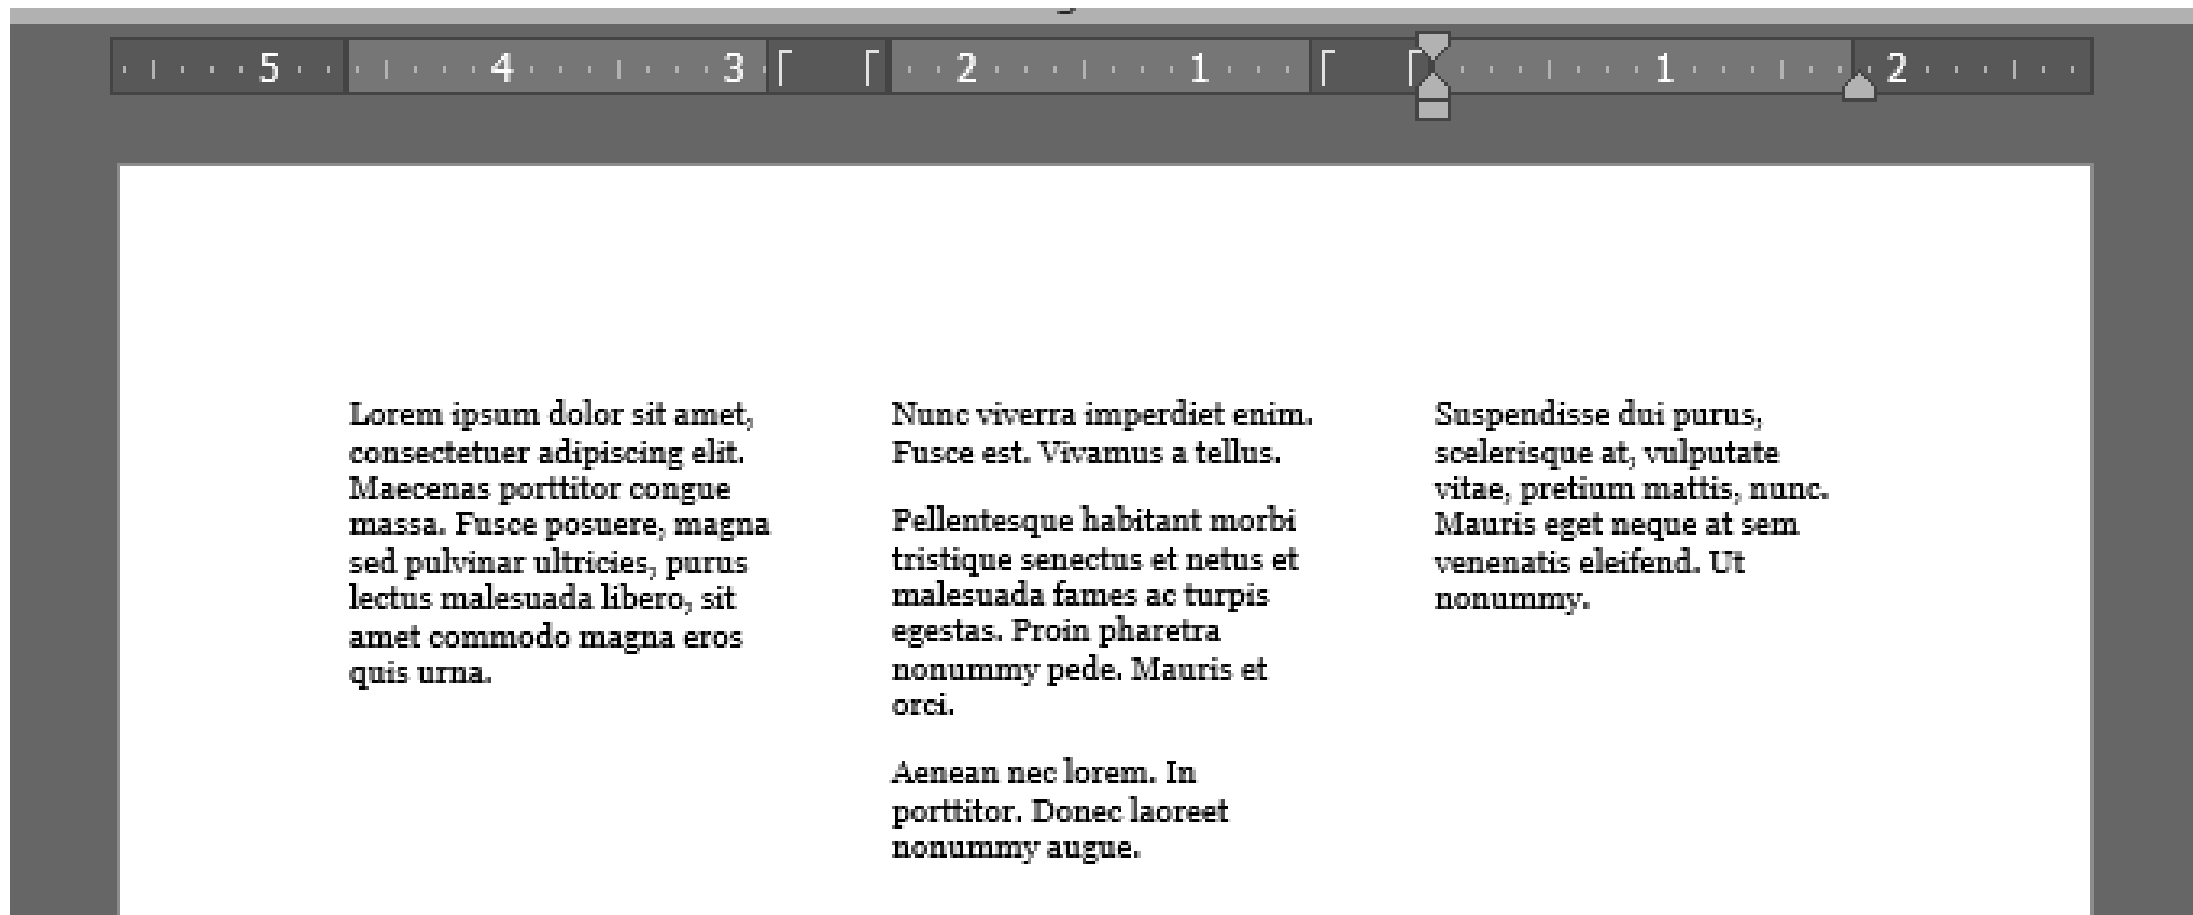 5 4 3 2 1 1 2
Lorem ipsum dolor sit amet,
consectetuer adipiscing elit.
Maecenas porttitor congue
massa. Fusce posuere, magna
sed pulvinar ultricies, purus
lectus malesuada libero, sit
amet commodo magna eros
quis urna.
Nunc viverra imperdiet enim.
Fusce est. Vivamus a tellus.
Pellentesque habitant morbi
tristique senectus et netus et
malesuada fames ac turpis
egestas. Proin pharetra
nonummy pede. Mauris et
orci.
Aenean nec lorem. In
porttitor. Donec laoreet
nonummy augue.
Suspendisse dui purus,
scelerisque at, vulputate
vitae, pretium mattis, nunc.
Mauris eget neque at sem
venenatis eleifend. Ut
nonummy.